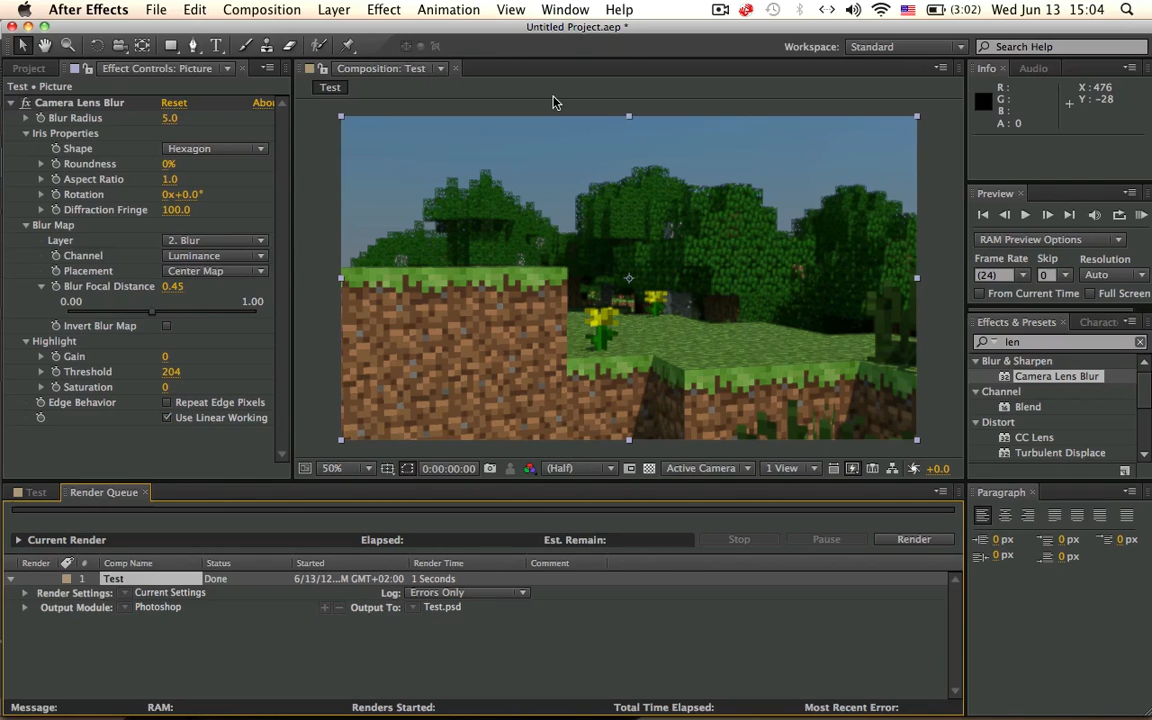 After Effects File Edit Composition Layer Effect Animation View Window Help (3:02) Wed Jun 13 15:04
Untitled Project.aep *
Workspace: Standard Search Help
Project Effect Controls: Picture Composition: Test Info Audio
Test • Picture
Test
Camera Lens Blur Reset Abou
Blur Radius 5.0
Iris Properties
Shape Hexagon
Roundness 0%
Aspect Ratio 1.0
Rotation 0x+0.0°
Diffraction Fringe 100.0
Blur Map
Layer 2. Blur
Channel Luminance
Placement Center Map
Blur Focal Distance 0.45
0.00 1.00
Invert Blur Map
Highlight
Gain 0
Threshold 204
Saturation 0
Edge Behavior Repeat Edge Pixels
Use Linear Working
50% 0:00:00:00 (Half) Active Camera 1 View +0.0
R:
G:
B:
A: 0
X: 476
Y: -28
Preview
RAM Preview Options
Frame Rate Skip Resolution
(24) 0 Auto
From Current Time Full Screen
Effects & Presets Charact
len
Blur & Sharpen
Camera Lens Blur
Channel
Blend
Distort
CC Lens
Turbulent Displace
Paragraph
0 px 0 px 0 px
0 px 0 px
Test Render Queue
Current Render Elapsed: Est. Remain: Stop Pause Render
Render # Comp Name Status Started Render Time Comment
1 Test Done 6/13/12...M GMT+02:00 1 Seconds
Render Settings: Current Settings Log: Errors Only
Output Module: Photoshop Output To: Test.psd
Message: RAM: Renders Started: Total Time Elapsed: Most Recent Error: